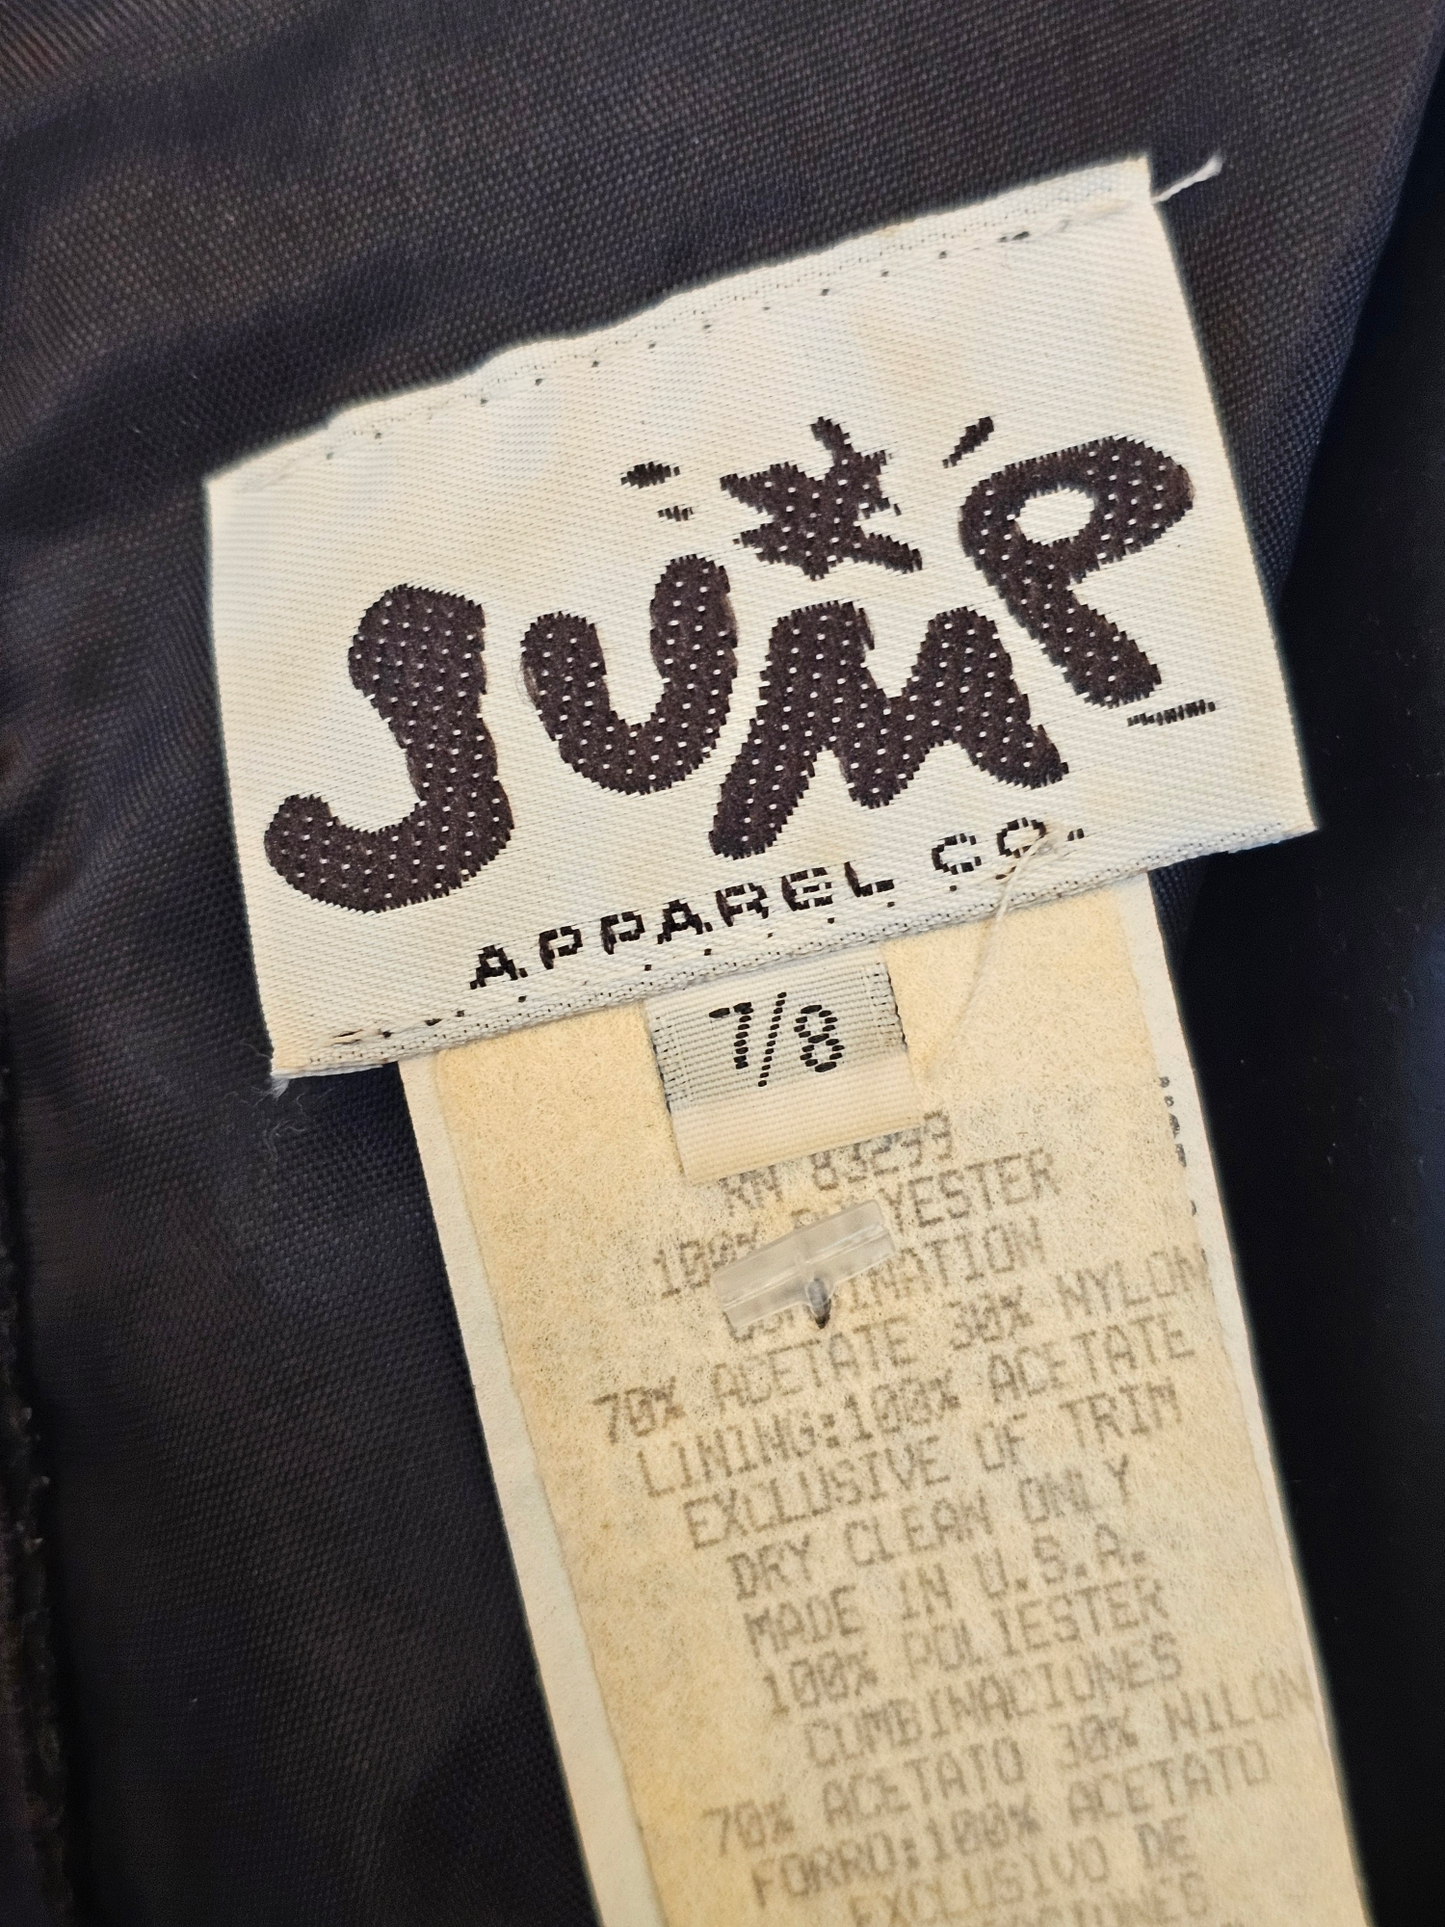 JUMP
APPAREL CO.
7/8
RN 83299
100% POLYESTER
COMBINATION
70% ACETATE 30% NYLON
LINING:100% ACETATE
EXCLUSIVE OF TRIM
DRY CLEAN ONLY
MADE IN U.S.A.
100% POLIESTER
COMBINACIONES
70% ACETATO 30% NILON
FORRO:100% ACETATO
EXCLUSIVO DE